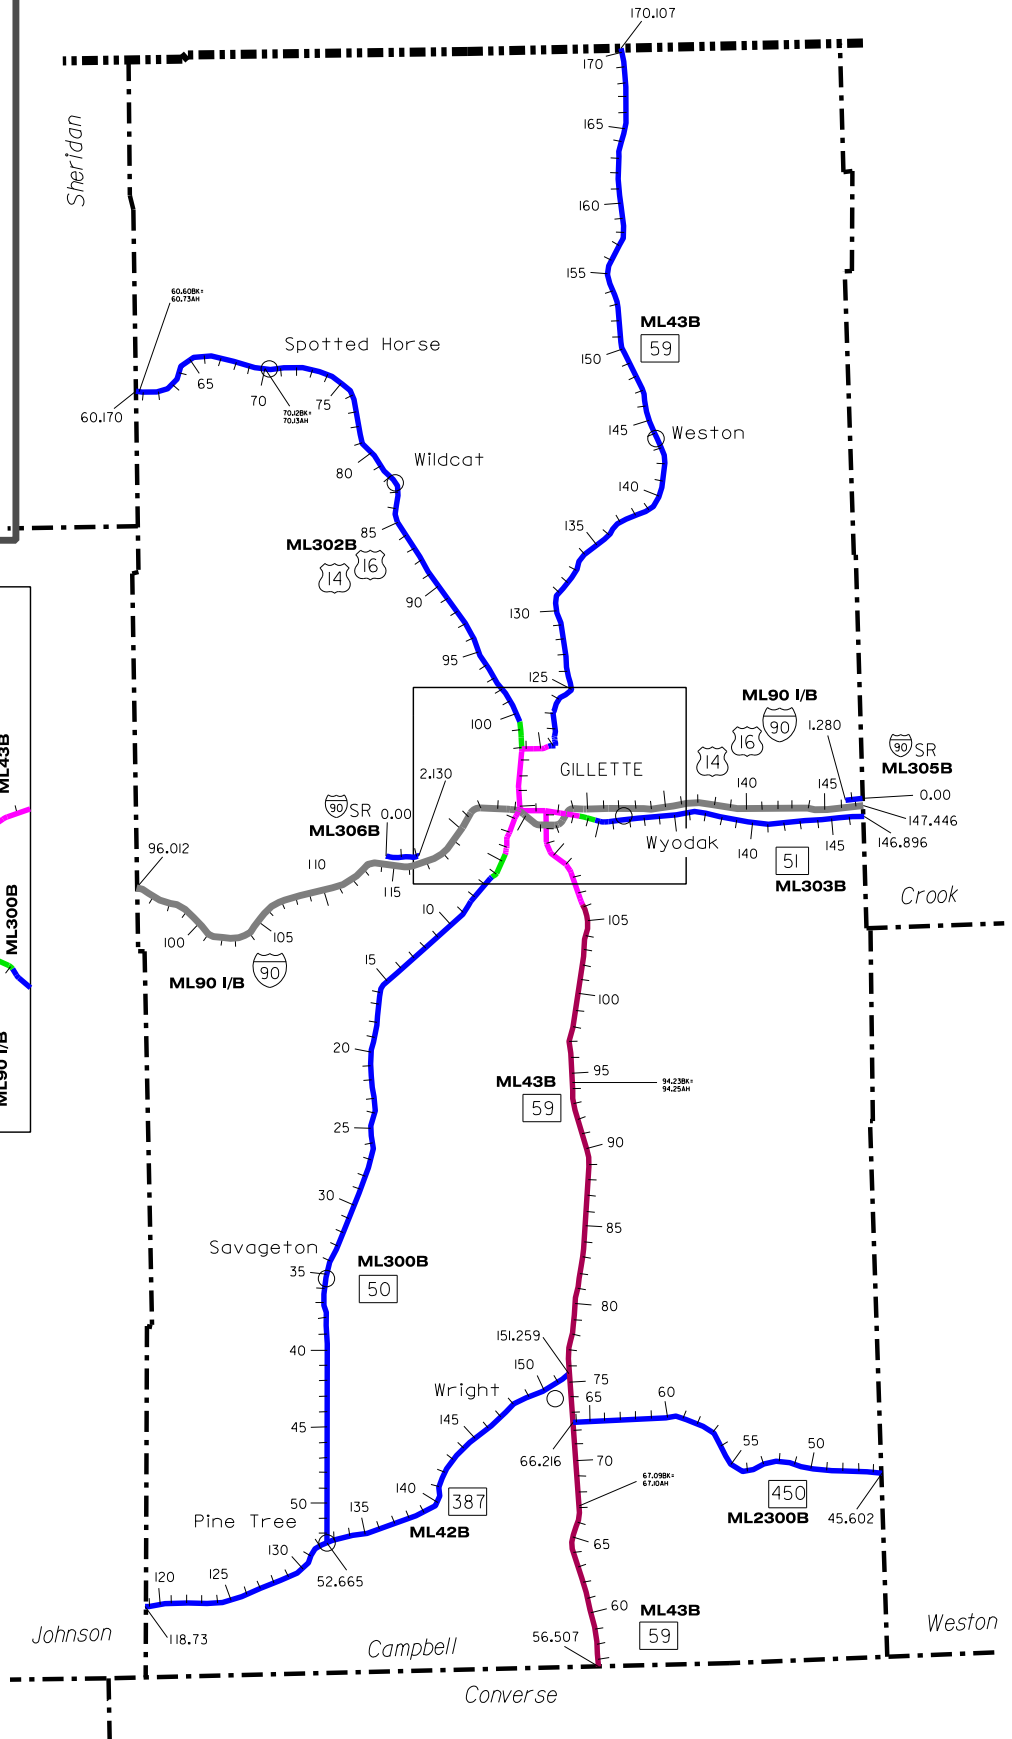 170.107
170
165
Sheridan
160
155
60.60BK=
60.73AH
ML43B
59
Spotted Horse
150
65
70
75
60.170
70.12BK=
70.13AH
145
Weston
Wildcat
80
140
85
135
ML302B
14
16
90
130
95
125
ML90 I/B
100
16
90
1.280
14
90 SR
ML43B
GILLETTE
ML305B
2.130
140
145
0.00
90 SR
0.00
147.446
ML306B
Wyodak
146.896
96.012
110
140
145
51
115
ML303B
Crook
ML300B
10
105
100
105
15
90
ML90 I/B
100
20
95
ML90 I/B
ML43B
94.23BK=
94.25AH
59
25
90
30
85
Savageton
35
ML300B
50
80
151.259
40
150
75
Wright
65
60
145
55
50
45
66.216
70
140
67.09BK=
67.10AH
50
135
387
450
Pine Tree
ML42B
ML2300B
45.602
130
65
120
125
52.665
60
ML43B
Johnson
118.73
56.507
59
Weston
Campbell
Converse